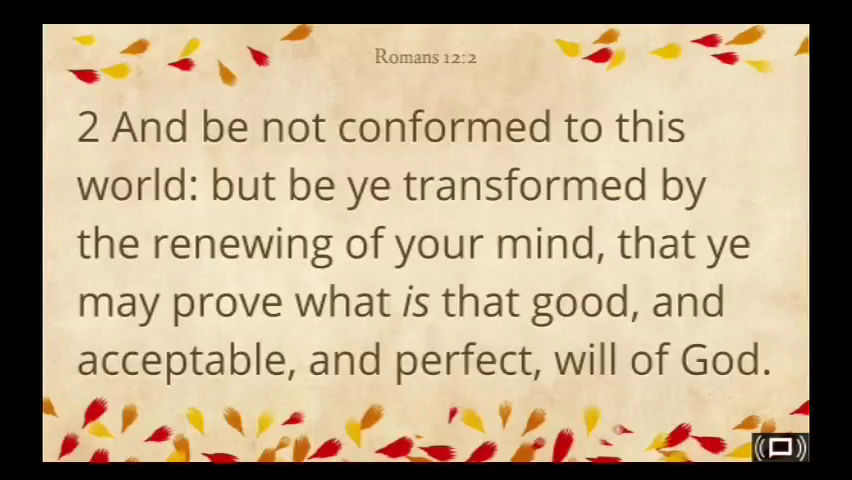 Romans 12:2
2 And be not conformed to this
world: but be ye transformed by
the renewing of your mind, that ye
may prove what is that good, and
acceptable, and perfect, will of God.